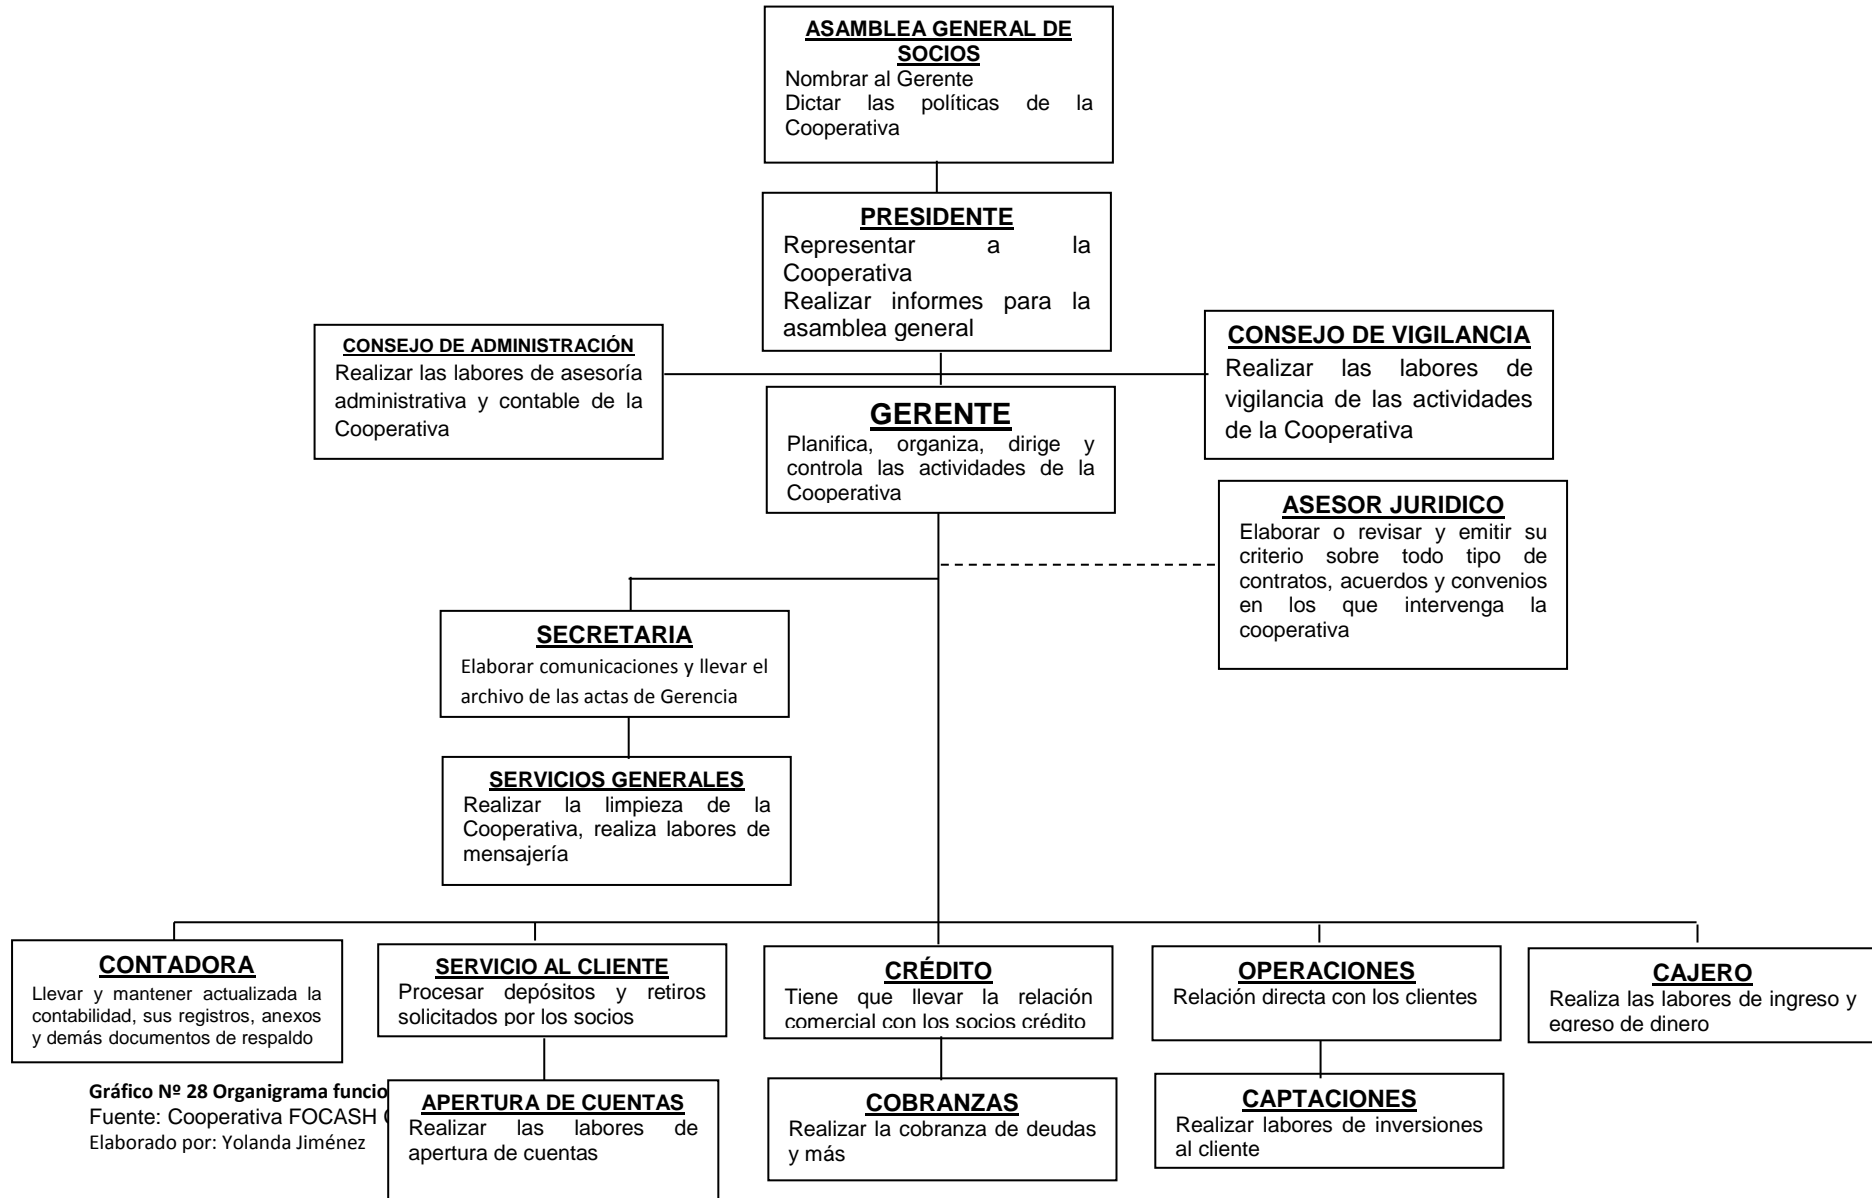 ASAMBLEA GENERAL DE
SOCIOS
Nombrar al Gerente
Dictar las políticas de la
Cooperativa
PRESIDENTE
Representar a la
Cooperativa
Realizar informes para la
asamblea general
CONSEJO DE ADMINISTRACIÓN
Realizar las labores de asesoría
administrativa y contable de la
Cooperativa
CONSEJO DE VIGILANCIA
Realizar las labores de
vigilancia de las actividades
de la Cooperativa
GERENTE
Planifica, organiza, dirige y
controla las actividades de la
Cooperativa
ASESOR JURIDICO
Elaborar o revisar y emitir su
criterio sobre todo tipo de
contratos, acuerdos y convenios
en los que intervenga la
cooperativa
SECRETARIA
Elaborar comunicaciones y llevar el
archivo de las actas de Gerencia
SERVICIOS GENERALES
Realizar la limpieza de la
Cooperativa, realiza labores de
mensajería
CONTADORA
Llevar y mantener actualizada la
contabilidad, sus registros, anexos
y demás documentos de respaldo
SERVICIO AL CLIENTE
Procesar depósitos y retiros
solicitados por los socios
CRÉDITO
Tiene que llevar la relación
comercial con los socios crédito
OPERACIONES
Relación directa con los clientes
CAJERO
Realiza las labores de ingreso y
egreso de dinero
APERTURA DE CUENTAS
Realizar las labores de
apertura de cuentas
COBRANZAS
Realizar la cobranza de deudas
y más
CAPTACIONES
Realizar labores de inversiones
al cliente
Gráfico Nº 28 Organigrama funcio
Fuente: Cooperativa FOCASH
Elaborado por: Yolanda Jiménez